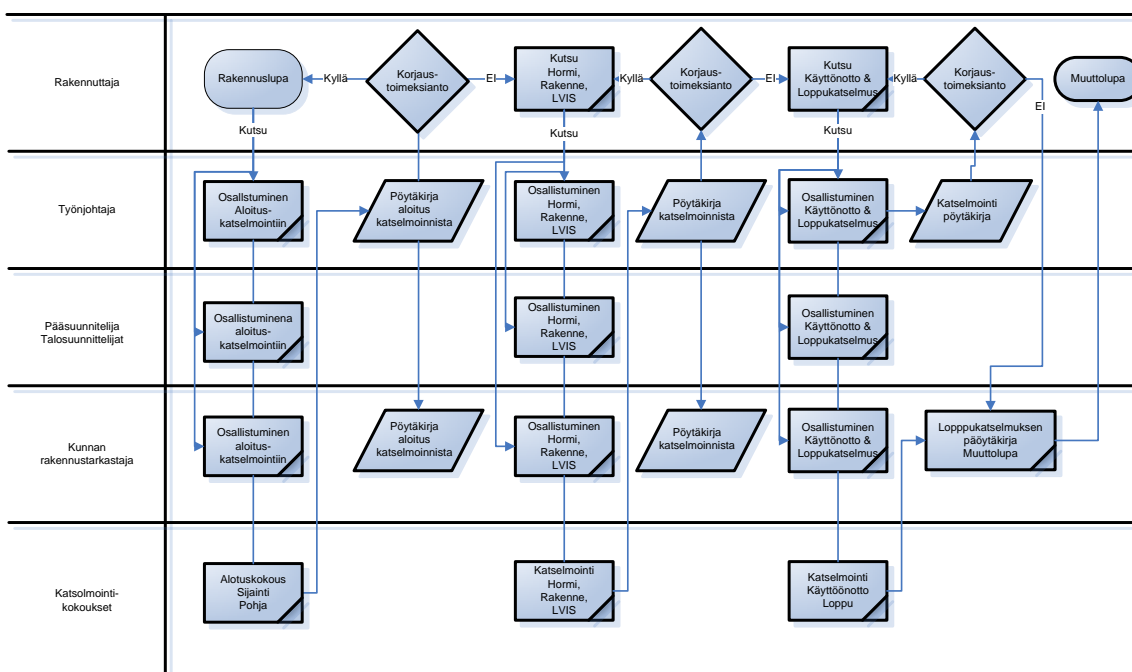 Rakennuttaja
Rakennuslupa
Kyllä
Korjaus-
toimeksianto
EI
Kutsu
Hormi,
Rakenne,
LVIS
Kyllä
Korjaus-
toimeksianto
EI
Kutsu
Käyttönotto &
Loppukatselmus
Kyllä
Korjaus-
toimeksianto
EI
Muuttolupa
Kutsu
Kutsu
Kutsu
Työnjohtaja
Osallstuminen
Aloitus-
katselmointiin
Pöytäkirja
aloitus
katselmoinnista
Osallistuminen
Hormi,
Rakenne,
LVIS
Pöytäkirja
katselmoinnista
Osallistuminen
Käyttönotto &
Loppukatselmus
Katselmointi
pöytäkirja
Pääsuunnitelija
Talosuunnittelijat
Osallistuminena
aloitus-
katselmointiin
Osallistuminen
Hormi,
Rakenne,
LVIS
Osallistuminen
Käyttönotto &
Loppukatselmus
Kunnan
rakennustarkastaja
Osallistuminen
aloitus-
katselmointiin
Pöytäkirja
aloitus
katselmoinnista
Osallistuminen
Hormi,
Rakenne,
LVIS
Pöytäkirja
katselmoinnista
Osallistuminen
Käyttönotto &
Loppukatselmus
Lopppukatselmuksen
päöytäkirja
Muuttolupa
Katsolmointi-
kokoukset
Alotuskokous
Sijainti
Pohja
Katselmointi
Hormi,
Rakenne,
LVIS
Katselmointi
Käyttöönotto
Loppu